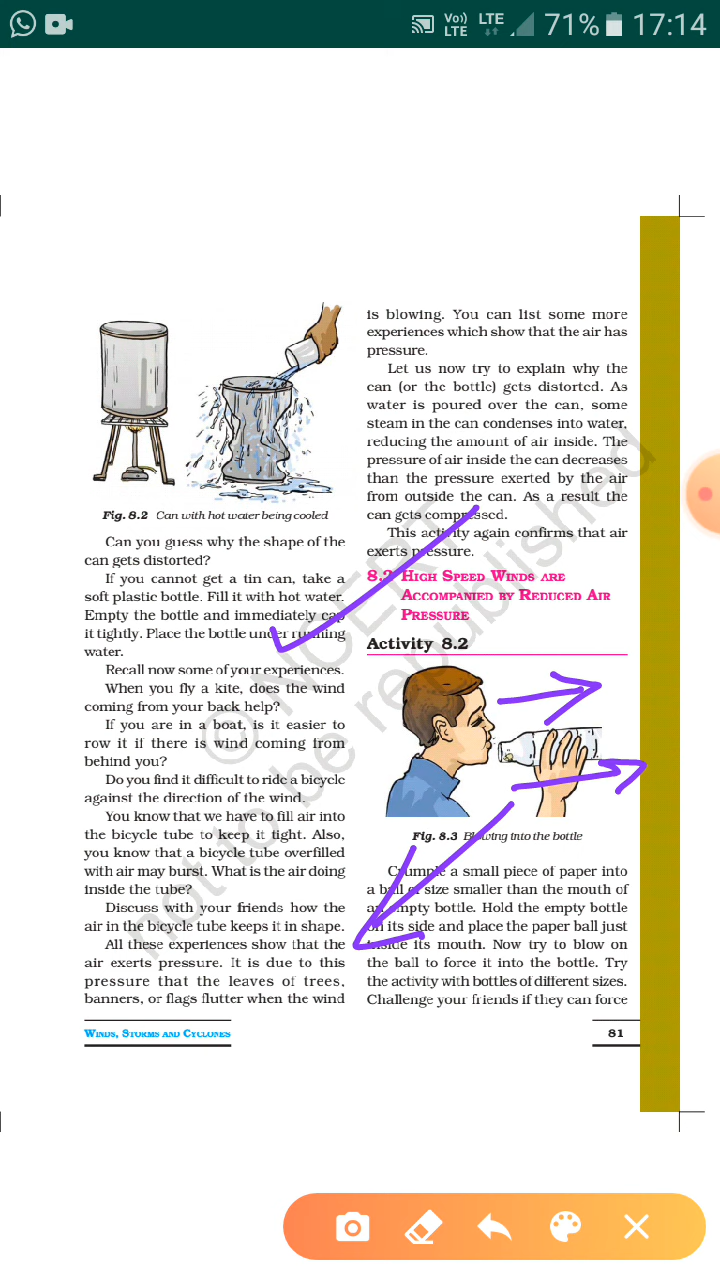 Vo)) LTE LTE 71% 17:14
Fig. 8.2 Can with hot water being cooled
Can you guess why the shape of the
can gets distorted?
If you cannot get a tin can, take a
soft plastic bottle. Fill it with hot water.
Empty the bottle and immediately cap
it tightly. Place the bottle under running
water.
Recall now some of your experiences.
When you fly a kite, does the wind
coming from your back help?
If you are in a boat, is it easier to
row it if there is wind coming from
behind you?
Do you find it difficult to ride a bicycle
against the direction of the wind.
You know that we have to fill air into
the bicycle tube to keep it tight. Also,
you know that a bicycle tube overfilled
with air may burst. What is the air doing
inside the tube?
Discuss with your friends how the
air in the bicycle tube keeps it in shape.
All these experiences show that the
air exerts pressure. It is due to this
pressure that the leaves of trees,
banners, or flags flutter when the wind
is blowing. You can list some more
experiences which show that the air has
pressure.
Let us now try to explain why the
can (or the bottle) gets distorted. As
water is poured over the can, some
steam in the can condenses into water,
reducing the amount of air inside. The
pressure of air inside the can decreases
than the pressure exerted by the air
from outside the can. As a result the
can gets compressed.
This activity again confirms that air
exerts pressure.
8.2 HIGH SPEED WINDS ARE
ACCOMPANIED BY REDUCED AIR
PRESSURE
Activity 8.2
Fig. 8.3 Blowing into the bottle
Crumple a small piece of paper into
a ball of size smaller than the mouth of
an empty bottle. Hold the empty bottle
on its side and place the paper ball just
inside its mouth. Now try to blow on
the ball to force it into the bottle. Try
the activity with bottles of different sizes.
Challenge your friends if they can force
WINDS, STORMS AND CYCLONES
81
© NCERT
not to be republished